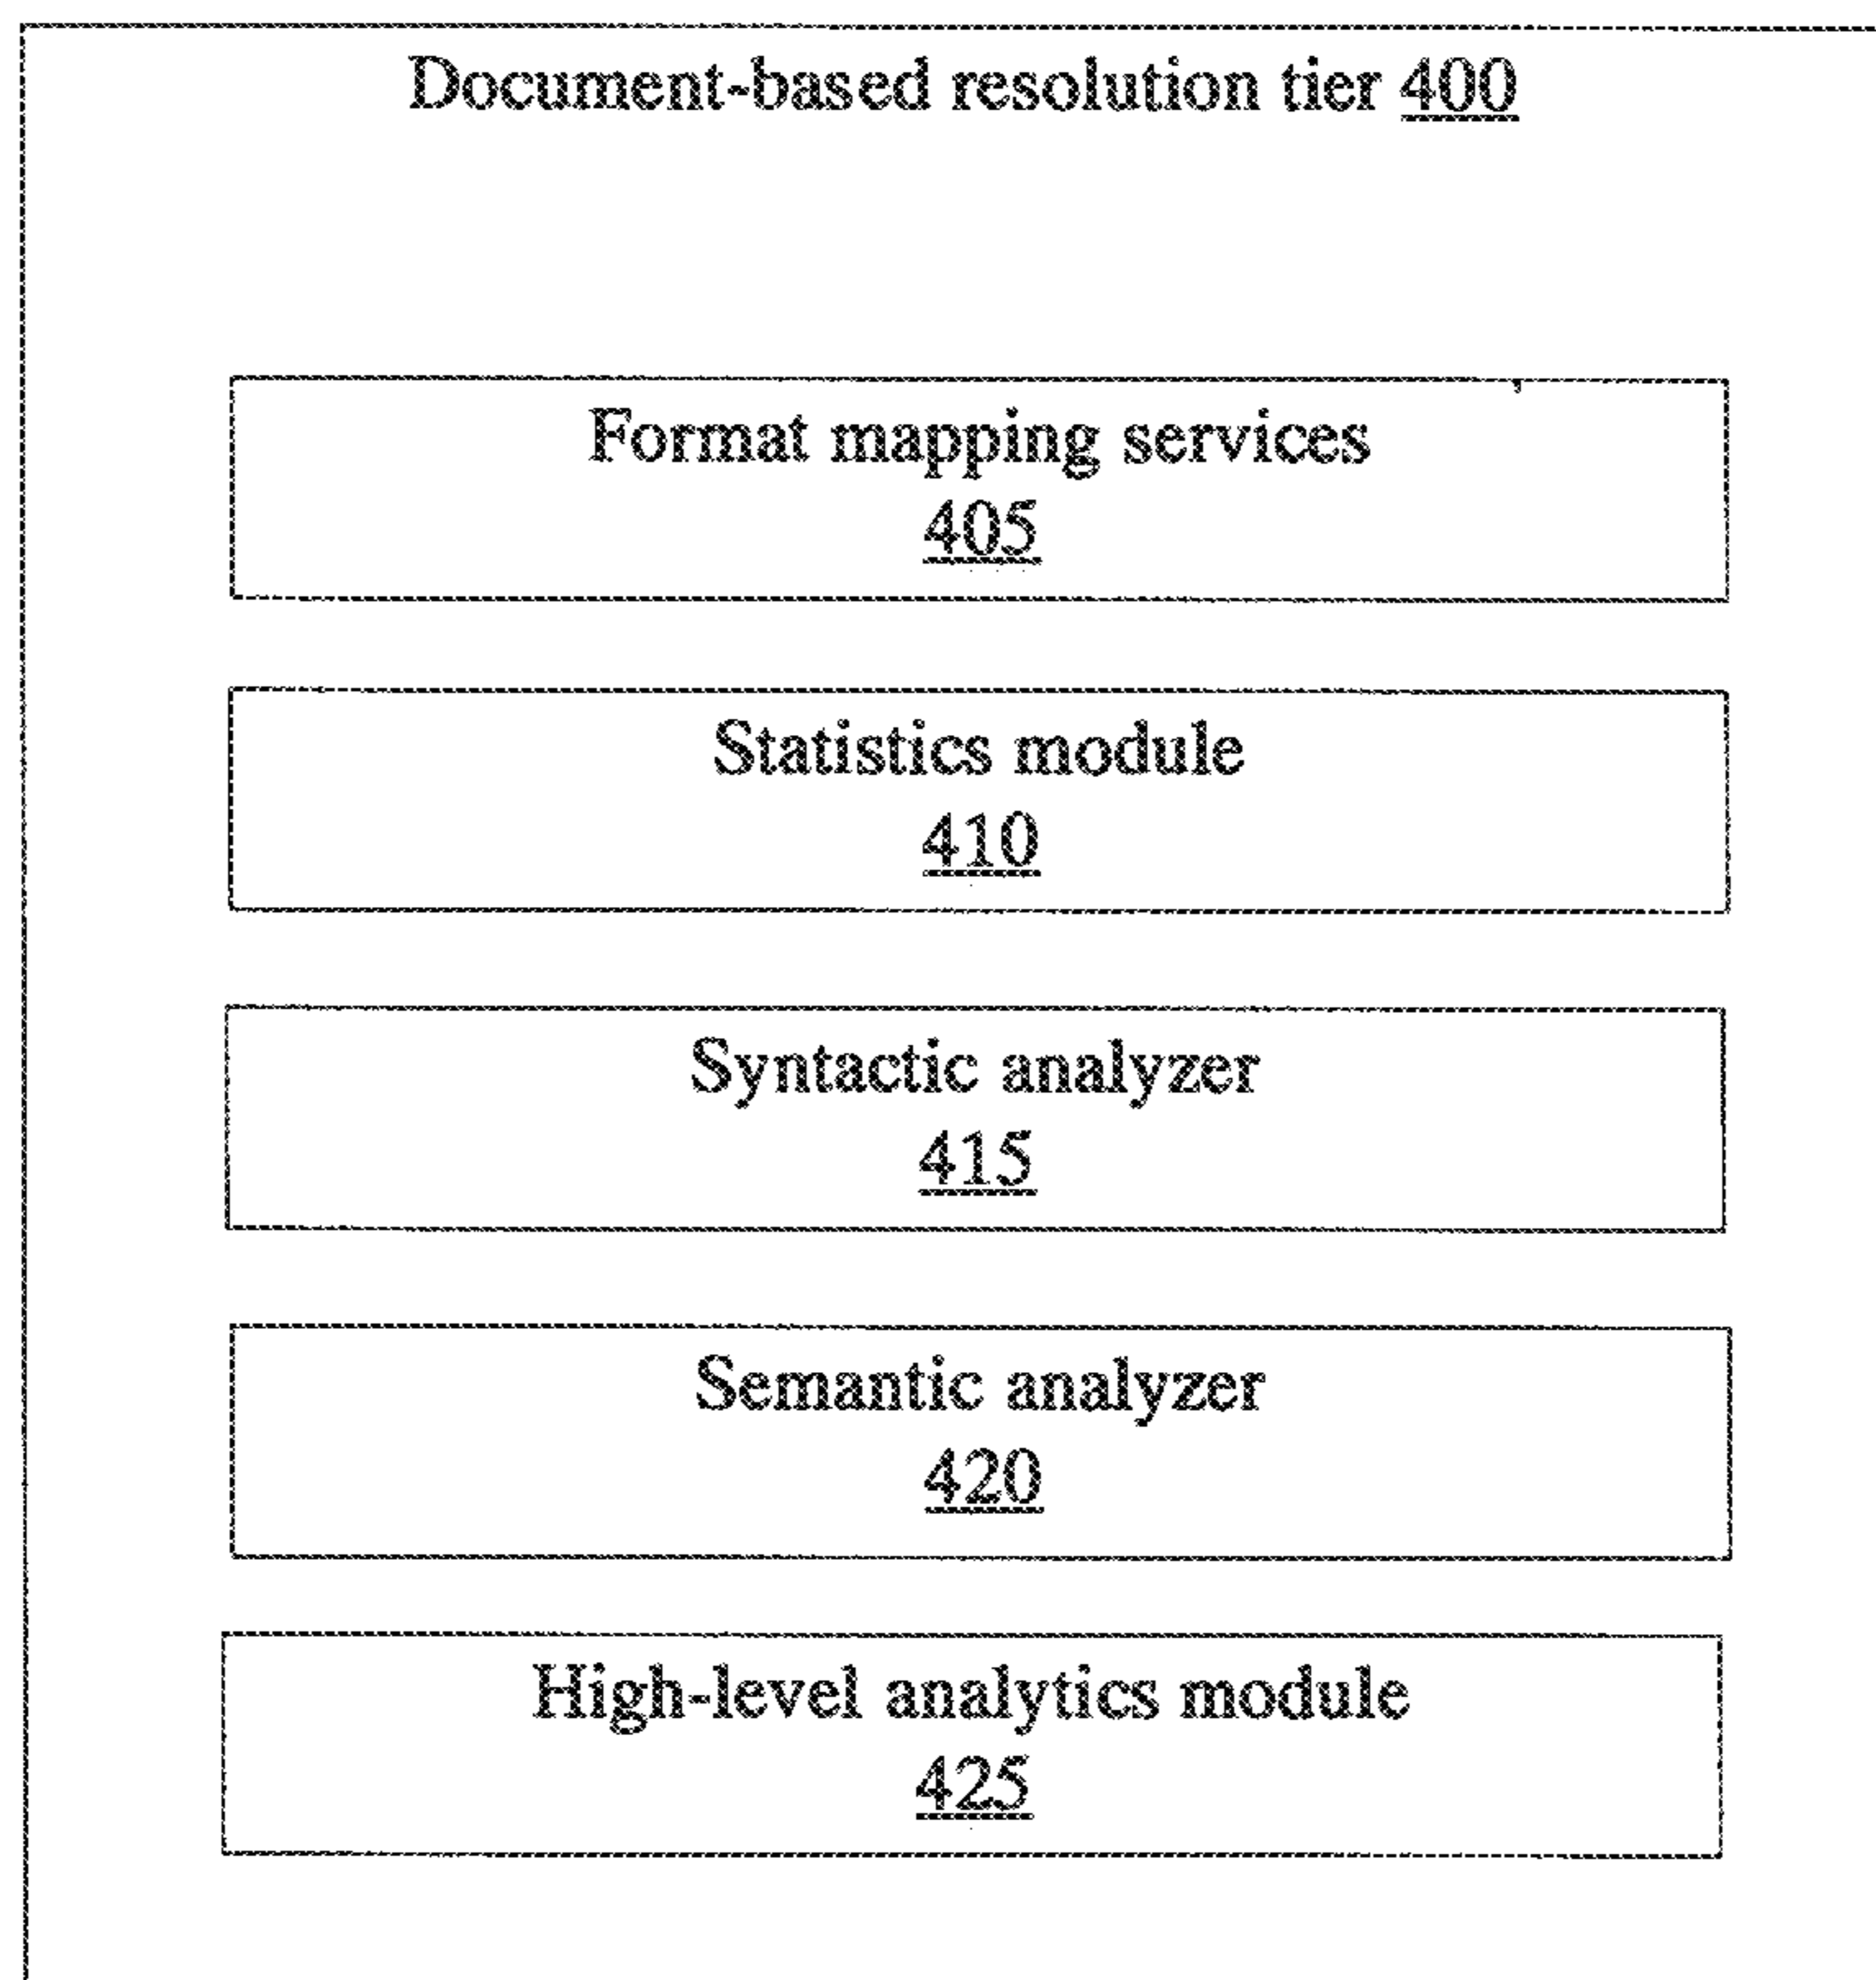 Document-based resolution tier 400
Format mapping services
405
Statistics module
410
Syntactic analyzer
415
Semantic analyzer
420
High-level analytics module
425